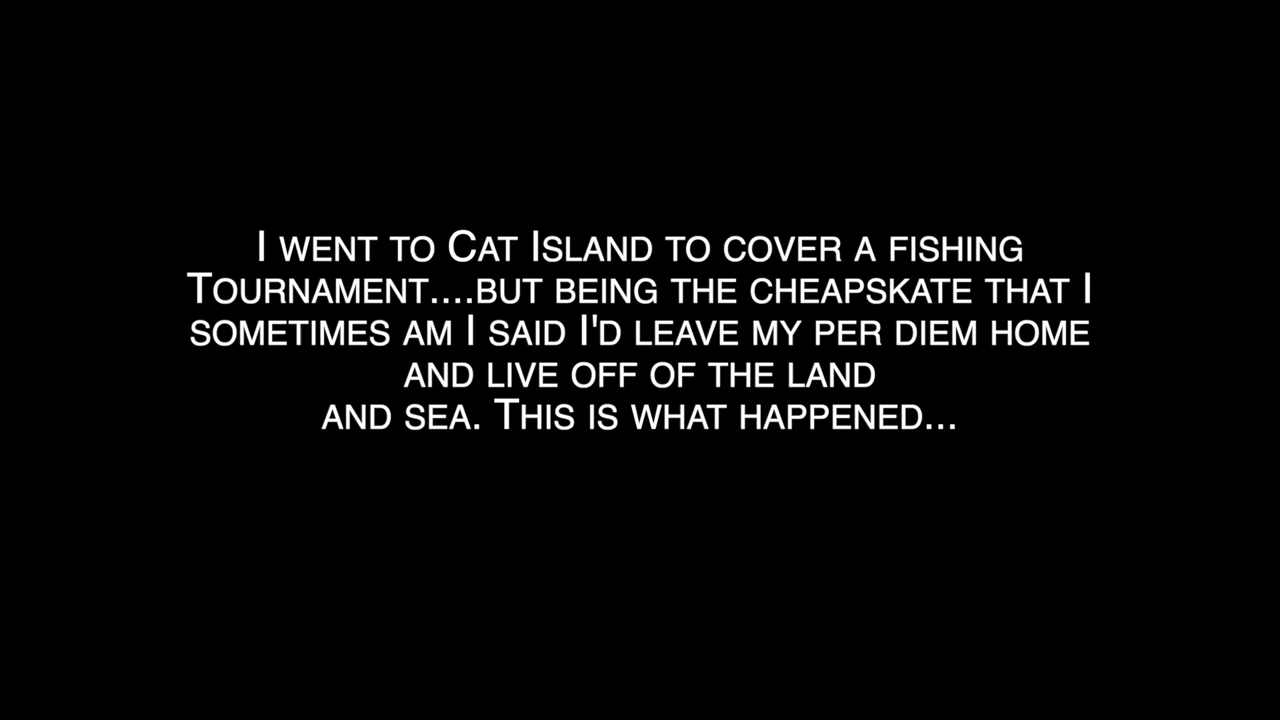 I WENT TO CAT ISLAND TO COVER A FISHING
TOURNAMENT....BUT BEING THE CHEAPSKATE THAT I
SOMETIMES AM I SAID I'D LEAVE MY PER DIEM HOME
AND LIVE OFF OF THE LAND
AND SEA. THIS IS WHAT HAPPENED...